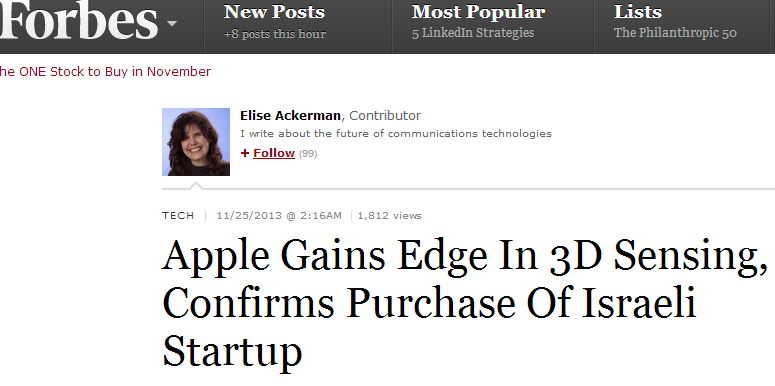 Forbes
New Posts
+8 posts this hour
Most Popular
5 LinkedIn Strategies
Lists
The Philanthropic 50
he ONE Stock to Buy in November
Elise Ackerman, Contributor
I write about the future of communications technologies
+ Follow (99)
TECH | 11/25/2013 @ 2:16AM | 1,812 views
Apple Gains Edge In 3D Sensing,
Confirms Purchase Of Israeli
Startup